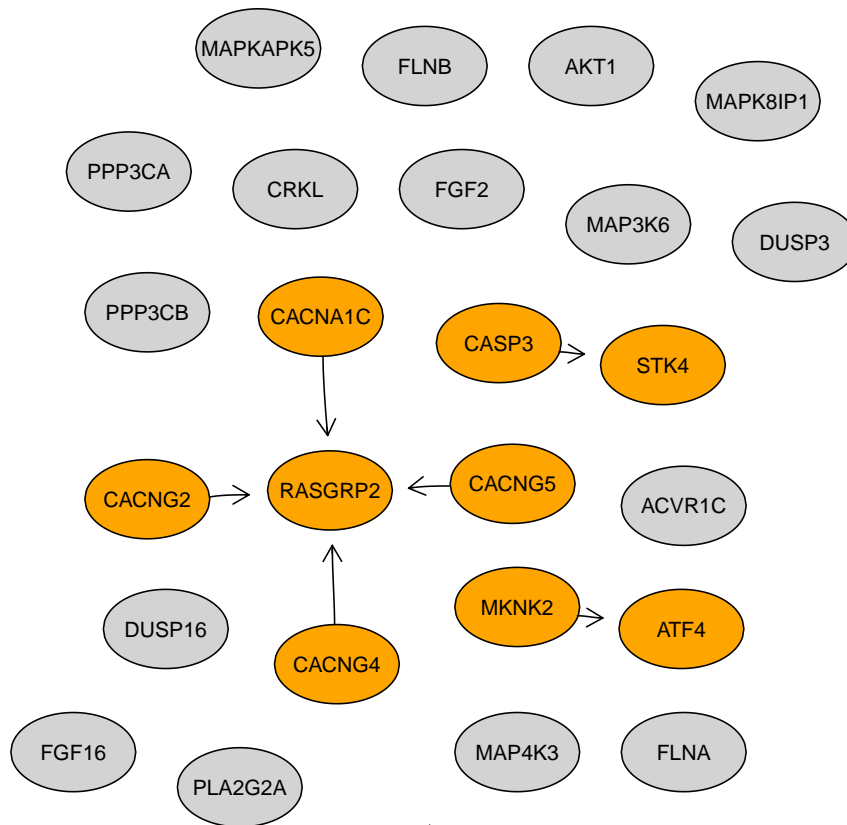 MAPKAPK5
FLNB
AKT1
MAPK8IP1
PPP3CA
CRKL
FGF2
MAP3K6
DUSP3
PPP3CB
CACNA1C
CASP3
STK4
CACNG2
RASGRP2
CACNG5
ACVR1C
DUSP16
CACNG4
MKNK2
ATF4
FGF16
PLA2G2A
MAP4K3
FLNA